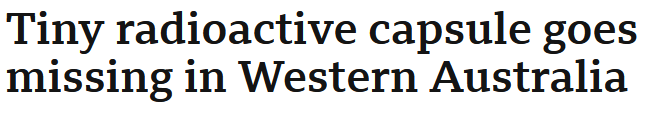 Tiny radioactive capsule goes
missing in Western Australia